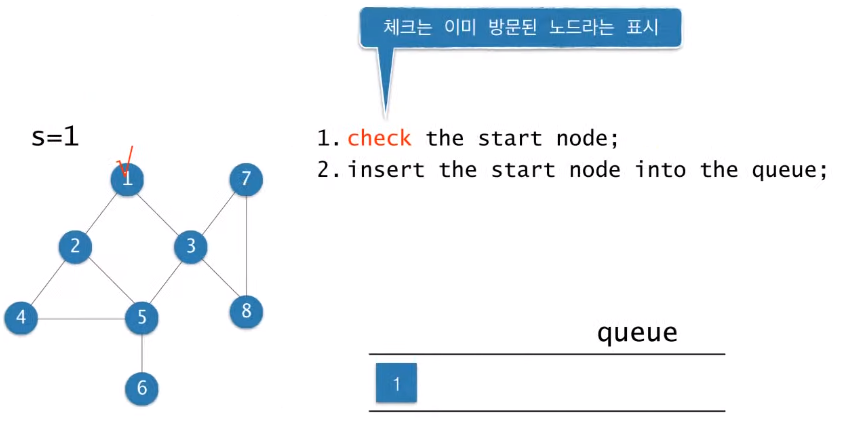 체크는 이미 방문된 노드라는 표시
s=1
1. check the start node;
2. insert the start node into the queue;
1
7
2
3
4
5
8
6
queue
1